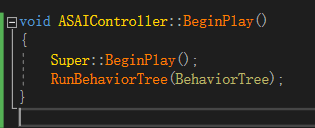 void ASAIController::BeginPlay()
{
Super::BeginPlay();
RunBehaviorTree(BehaviorTree);
}